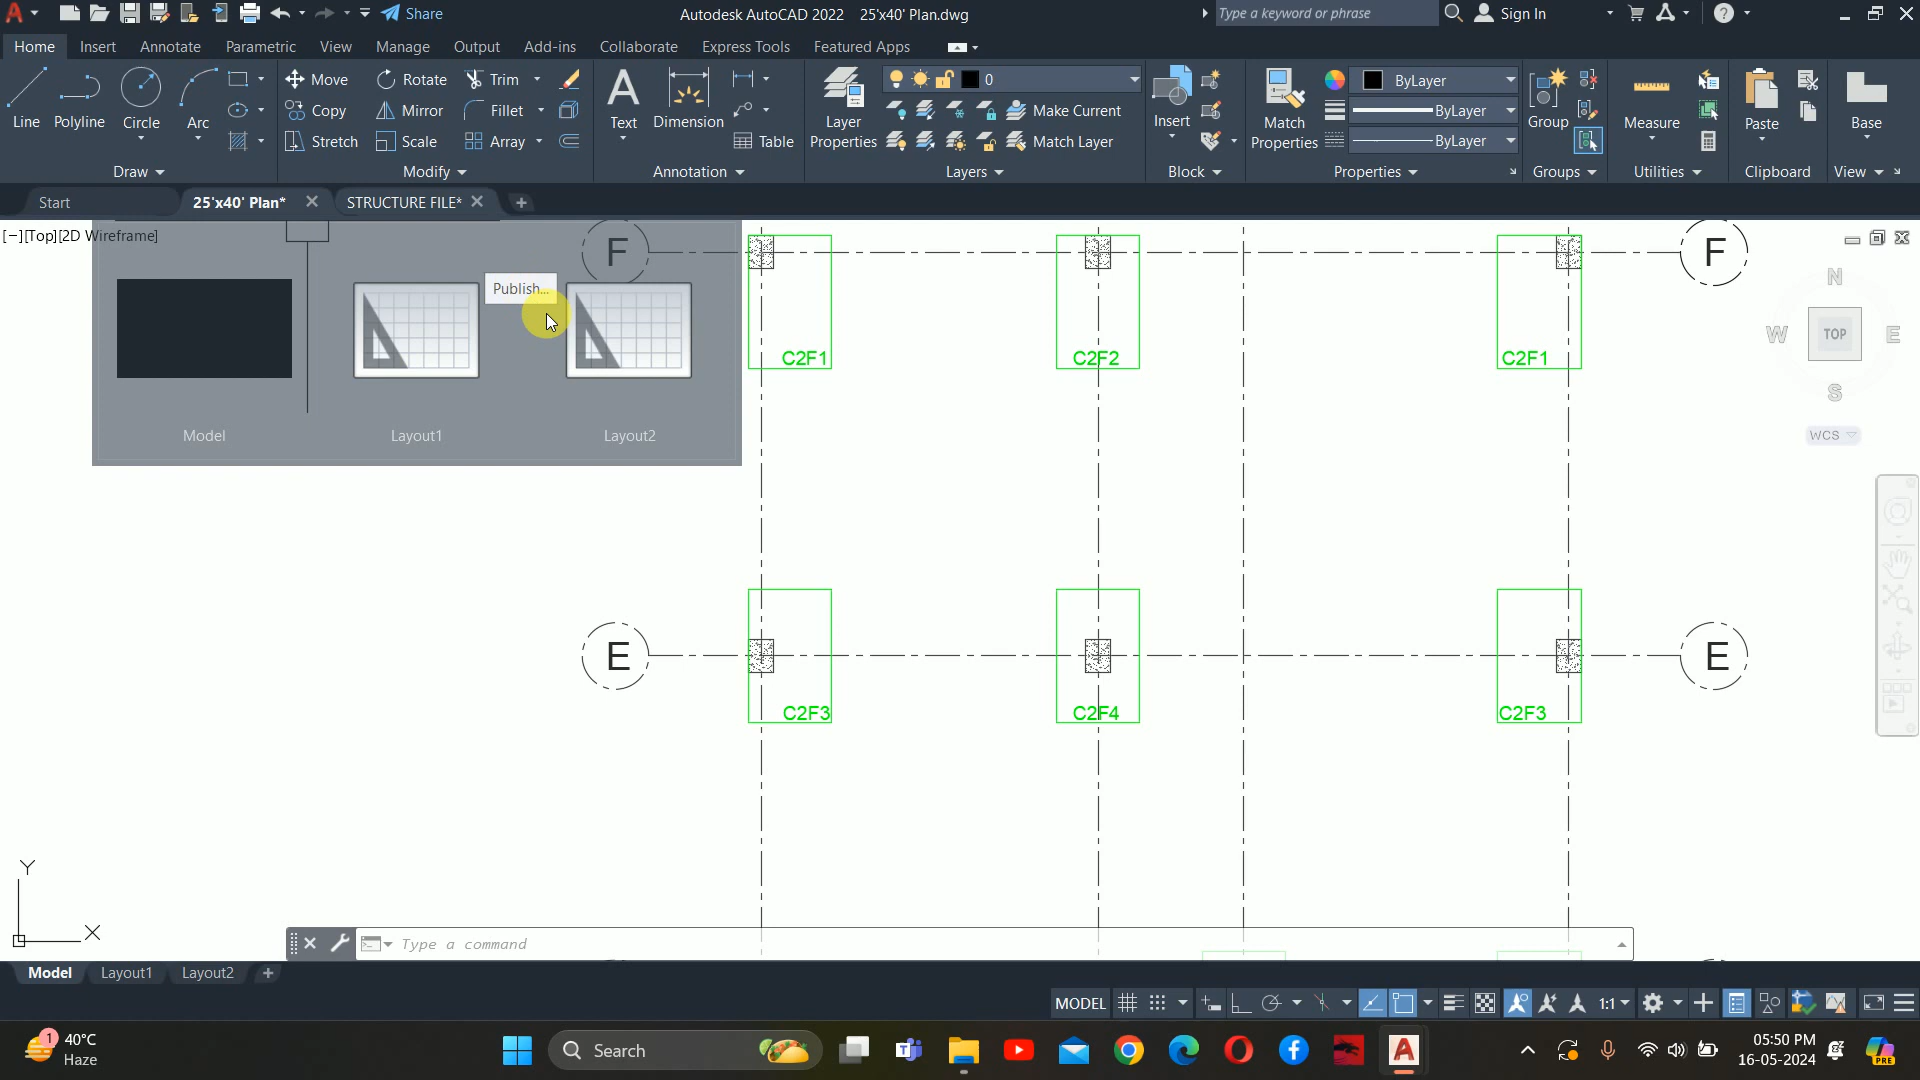 Share
Autodesk AutoCAD 2022   25'x40' Plan.dwg
Type a keyword or phrase
Sign In
Home Insert Annotate Parametric View Manage Output Add-ins Collaborate Express Tools Featured Apps
Line Polyline Circle Arc
Move Rotate Trim
Copy Mirror Fillet
Stretch Scale Array
Text Dimension
Table
Layer Properties
0
Make Current
Match Layer
Insert
Match Properties
ByLayer
ByLayer
ByLayer
Group
Measure
Paste
Base
Draw Modify Annotation Layers Block Properties Groups Utilities Clipboard View
Start 25'x40' Plan* STRUCTURE FILE*
[−][Top][2D Wireframe]
F
F
Publish...
Model Layout1 Layout2
C2F1 C2F2 C2F1
N
W TOP E
S
WCS
E
E
C2F3 C2F4 C2F3
Y
X
Type a command
Model Layout1 Layout2
MODEL
1:1
1
40°C
Haze
Search
05:50 PM
16-05-2024
PRE